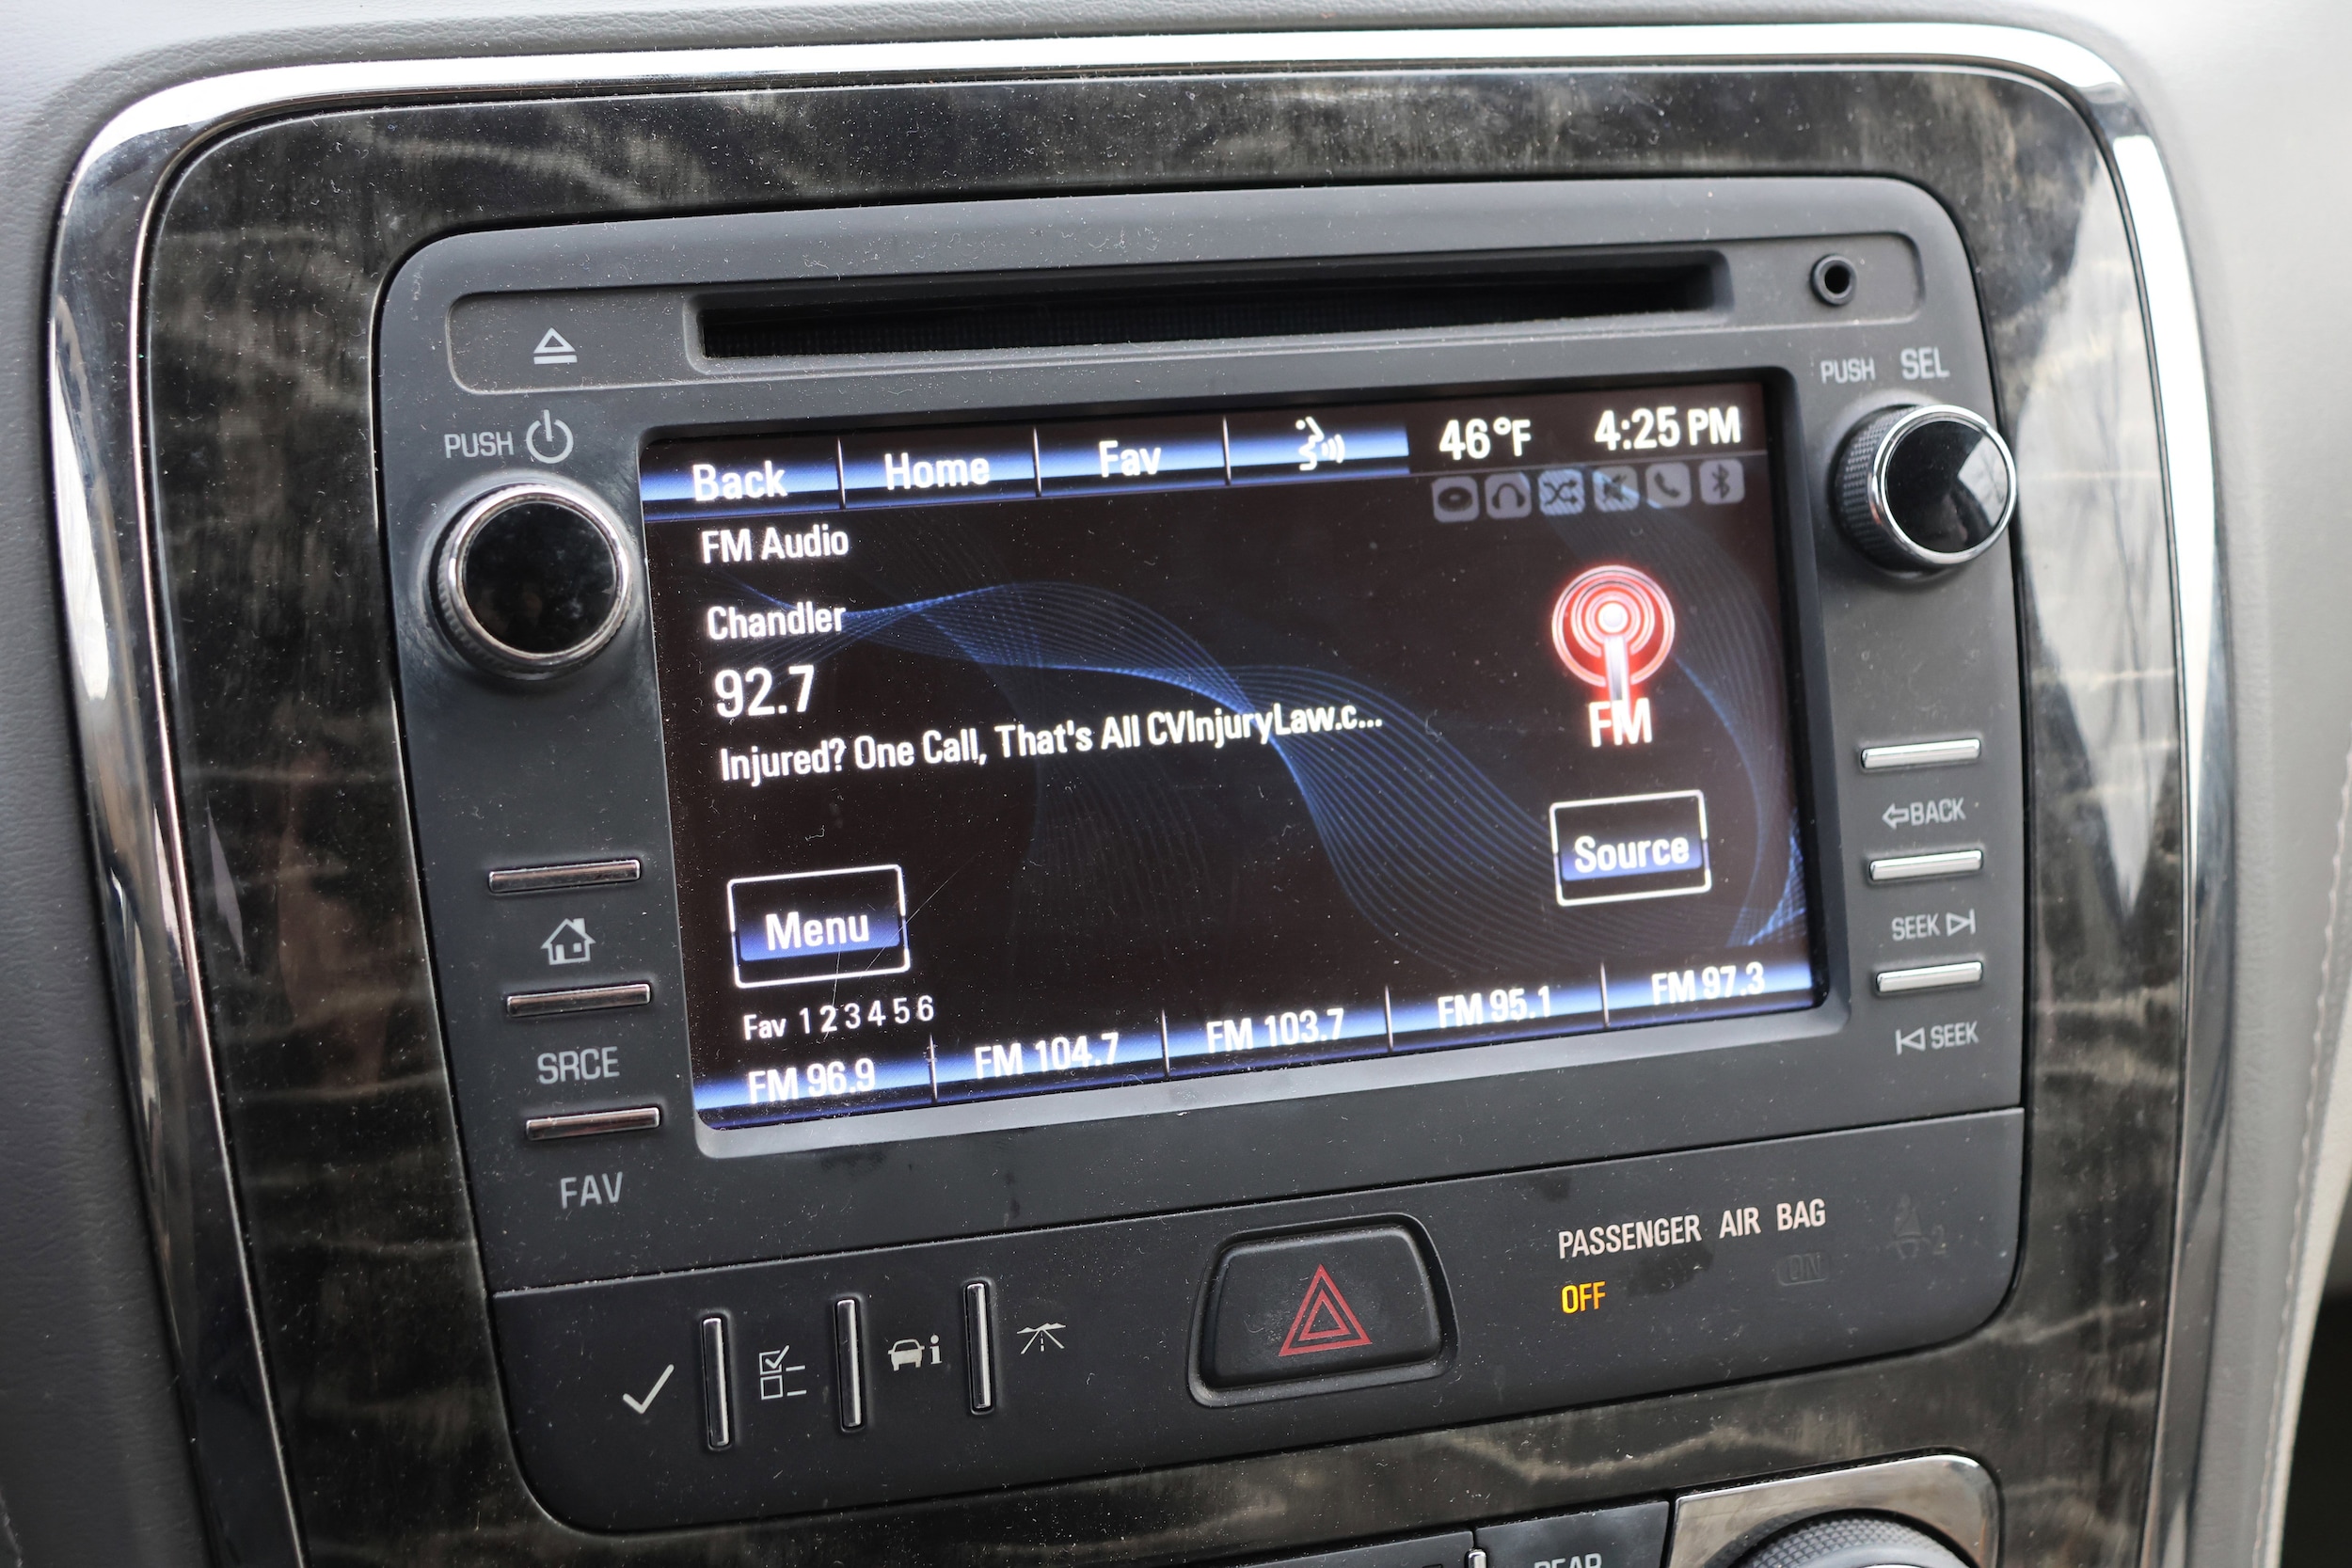 PUSH SEL
PUSH
Back Home Fav 46°F 4:25 PM
FM Audio
Chandler
92.7
Injured? One Call, That's All CVInjuryLaw.c...
FM
Menu
Source
Fav 1 2 3 4 5 6
FM 96.9 FM 104.7 FM 103.7 FM 95.1 FM 97.3
BACK
SEEK
SEEK
SRCE
FAV
PASSENGER AIR BAG
OFF ON
REAR